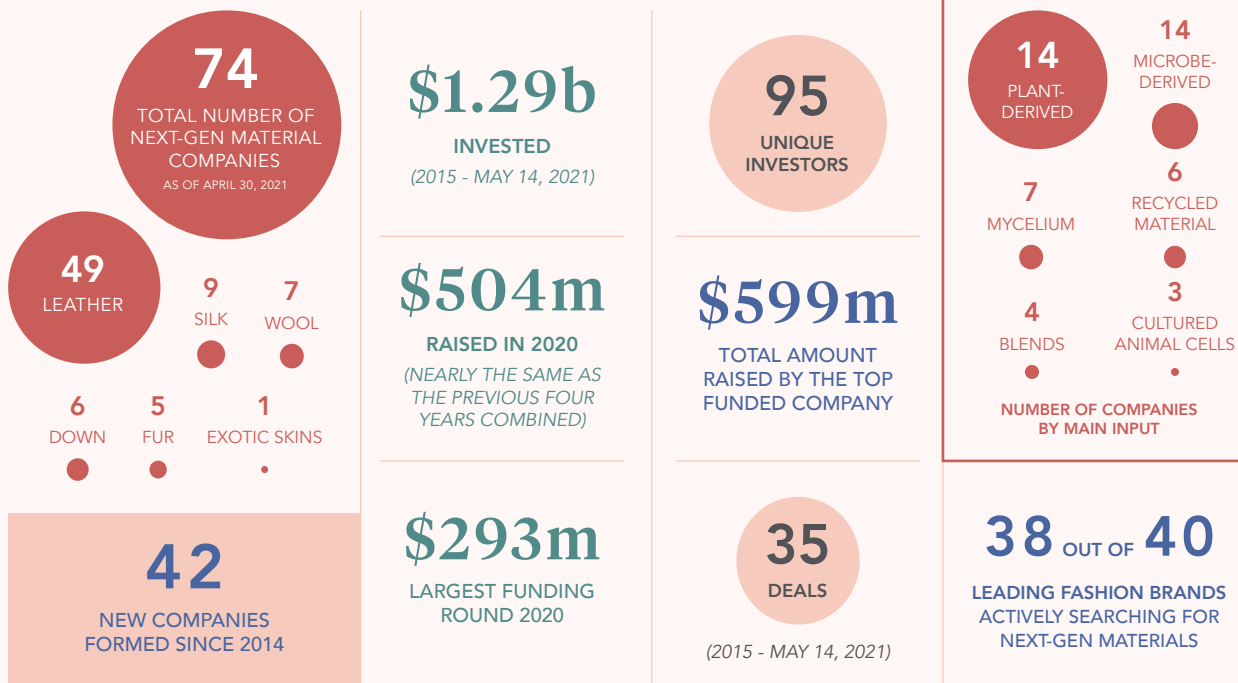 74
TOTAL NUMBER OF
NEXT-GEN MATERIAL
COMPANIES
AS OF APRIL 30, 2021
49
LEATHER
9
SILK
7
WOOL
6
DOWN
5
FUR
1
EXOTIC SKINS
42
NEW COMPANIES
FORMED SINCE 2014
$1.29b
INVESTED
(2015 - MAY 14, 2021)
$504m
RAISED IN 2020
(NEARLY THE SAME AS
THE PREVIOUS FOUR
YEARS COMBINED)
$293m
LARGEST FUNDING
ROUND 2020
95
UNIQUE
INVESTORS
$599m
TOTAL AMOUNT
RAISED BY THE TOP
FUNDED COMPANY
35
DEALS
(2015 - MAY 14, 2021)
14
PLANT-
DERIVED
14
MICROBE-
DERIVED
7
MYCELIUM
6
RECYCLED
MATERIAL
4
BLENDS
3
CULTURED
ANIMAL CELLS
NUMBER OF COMPANIES
BY MAIN INPUT
38 OUT OF 40
LEADING FASHION BRANDS
ACTIVELY SEARCHING FOR
NEXT-GEN MATERIALS